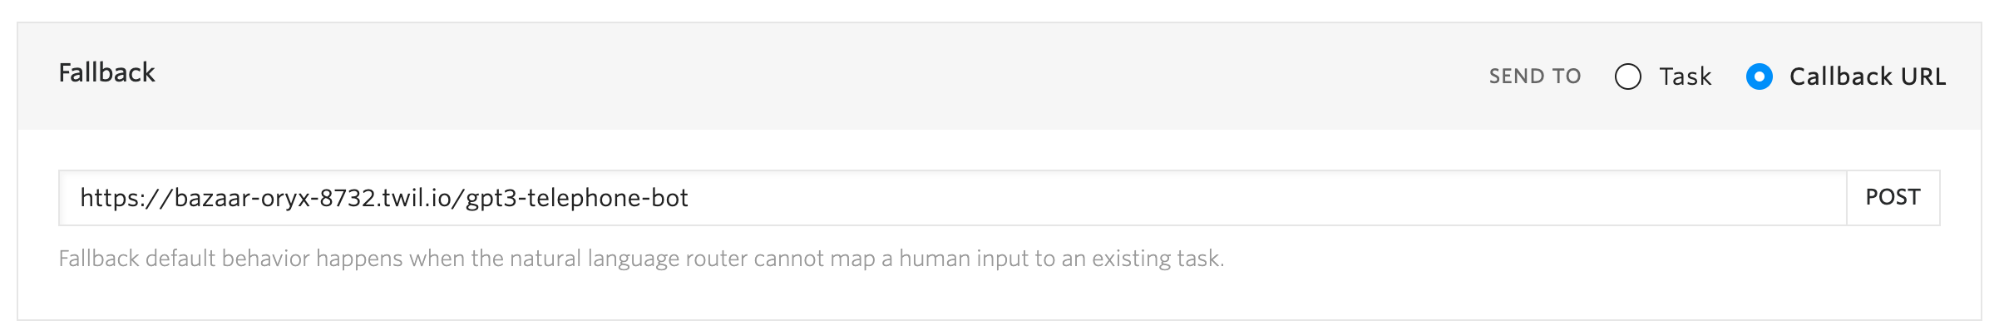 Fallback SEND TO Task Callback URL
https://bazaar-oryx-8732.twil.io/gpt3-telephone-bot POST
Fallback default behavior happens when the natural language router cannot map a human input to an existing task.